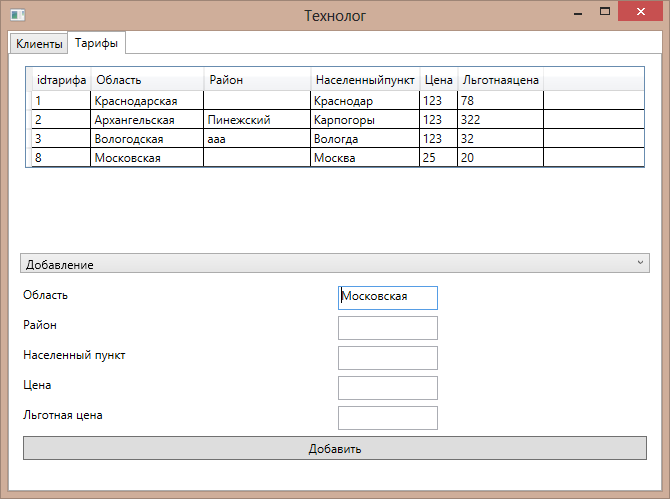 Технолог
Клиенты Тарифы
idтарифа Область Район Населенныйпункт Цена Льготнаяцена
1 Краснодарская Краснодар 123 78
2 Архангельская Пинежский Карпогоры 123 322
3 Вологодская ааа Вологда 123 32
8 Московская Москва 25 20
Добавление
Область Московская
Район
Населенный пункт
Цена
Льготная цена
Добавить